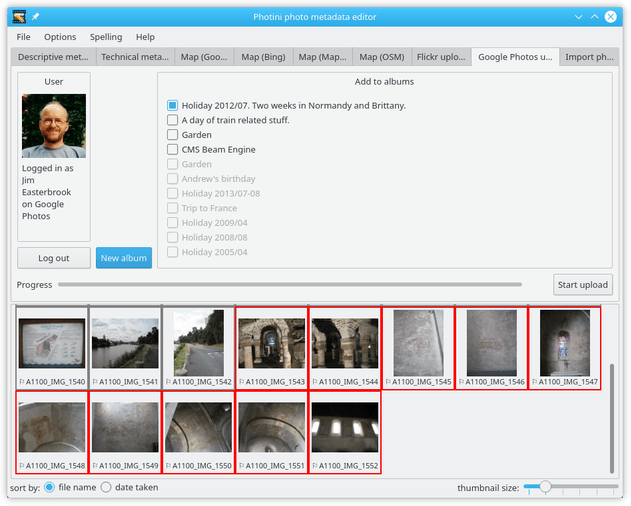 Photini photo metadata editor
File Options Spelling Help
Descriptive met... Technical meta... Map (Goo... Map (Bing) Map (Map... Map (OSM) Flickr uplo... Google Photos u... Import ph...
User
Logged in as
Jim
Easterbrook
on Google
Photos
Log out
New album
Add to albums
Holiday 2012/07. Two weeks in Normandy and Brittany.
A day of train related stuff.
Garden
CMS Beam Engine
Garden
Andrew's birthday
Holiday 2013/07-08
Trip to France
Holiday 2009/04
Holiday 2008/08
Holiday 2005/04
Progress
Start upload
A1100_IMG_1540 A1100_IMG_1541 A1100_IMG_1542 A1100_IMG_1543 A1100_IMG_1544 A1100_IMG_1545 A1100_IMG_1546 A1100_IMG_1547
A1100_IMG_1548 A1100_IMG_1549 A1100_IMG_1550 A1100_IMG_1551 A1100_IMG_1552
sort by: file name date taken thumbnail size: